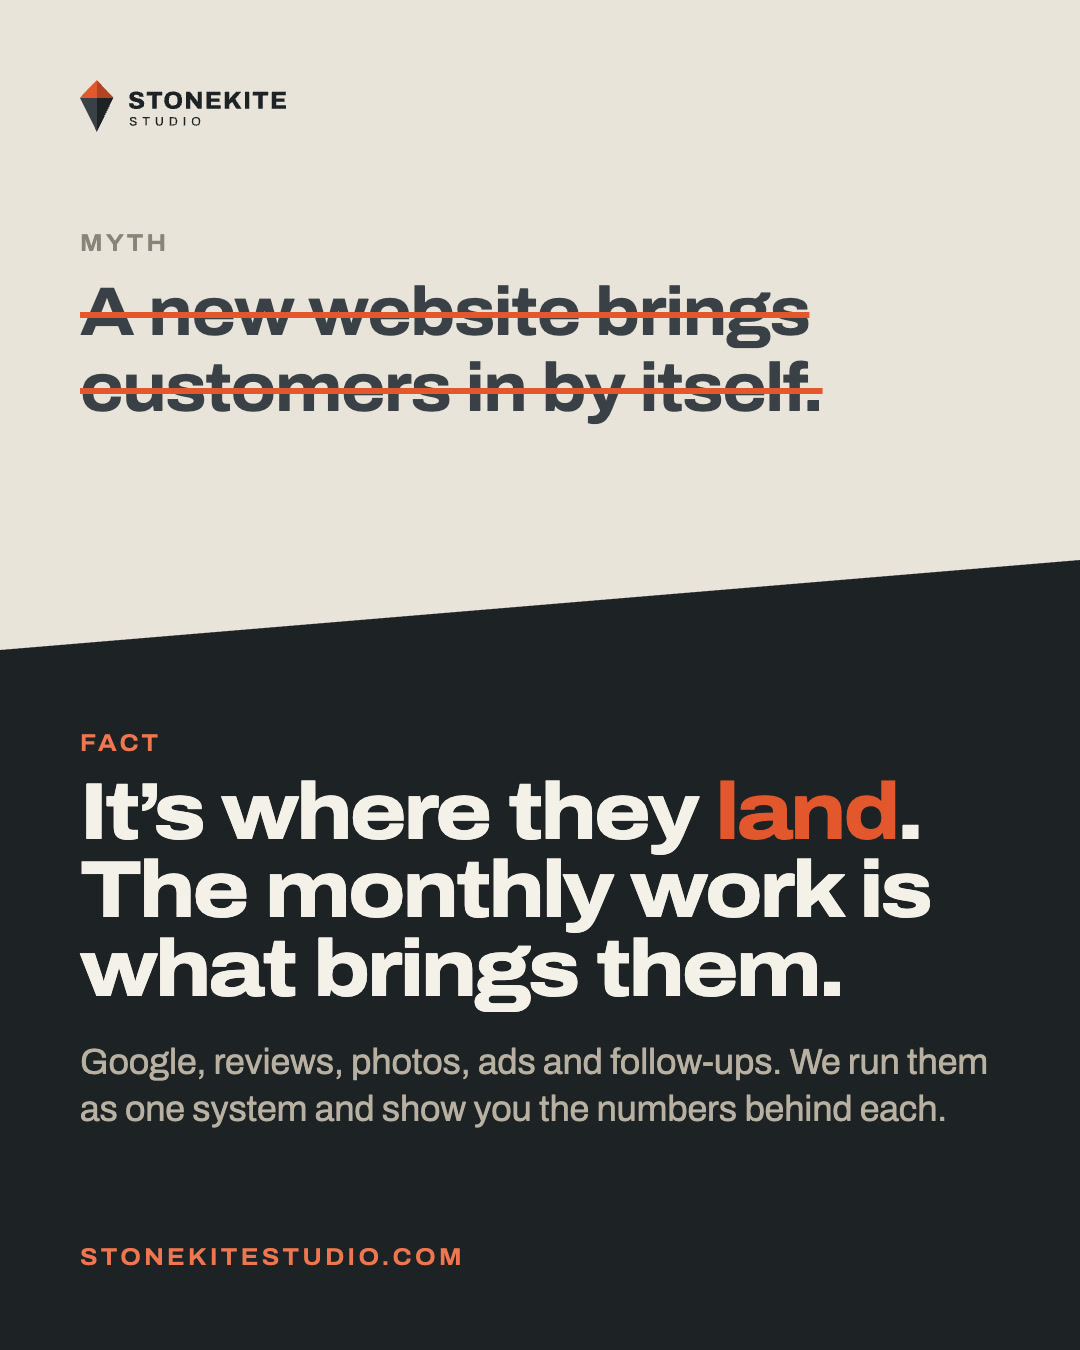 STONEKITE
STUDIO
MYTH
A new website brings
customers in by itself.
FACT
It’s where they land.
The monthly work is
what brings them.
Google, reviews, photos, ads and follow-ups. We run them
as one system and show you the numbers behind each.
STONEKITESTUDIO.COM